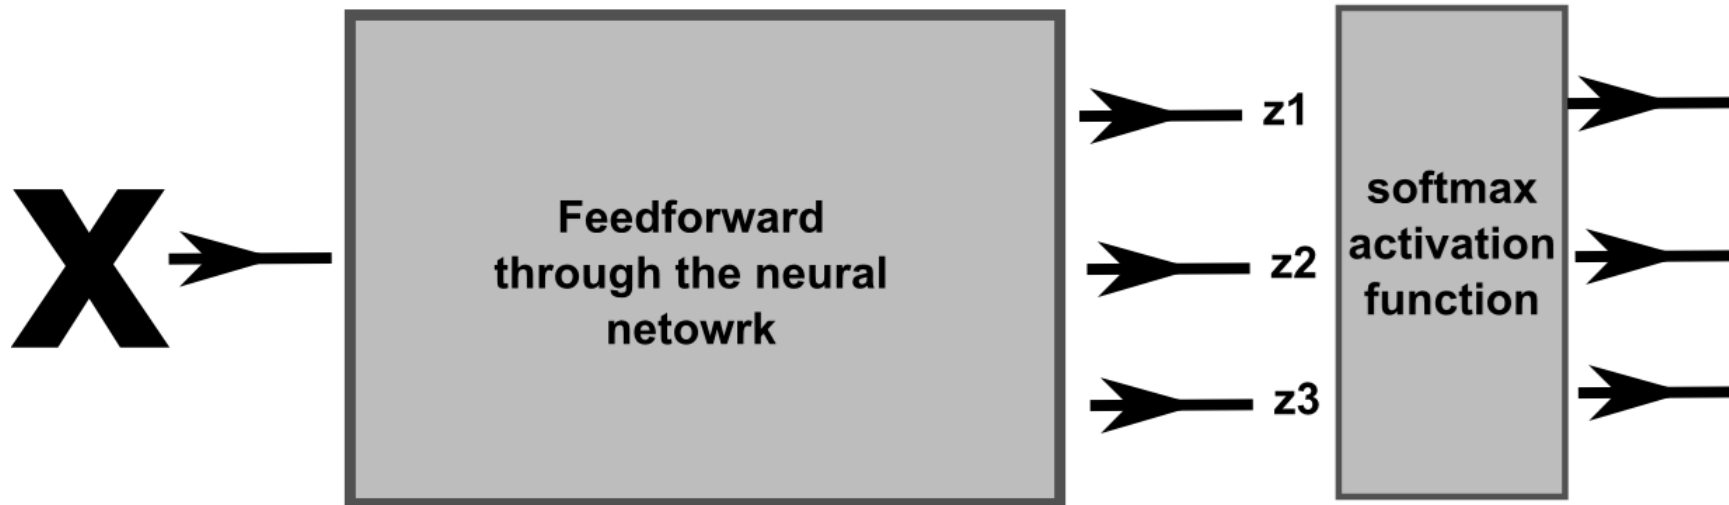 X
Feedforward
through the neural
netowrk
z1
z2
z3
softmax
activation
function